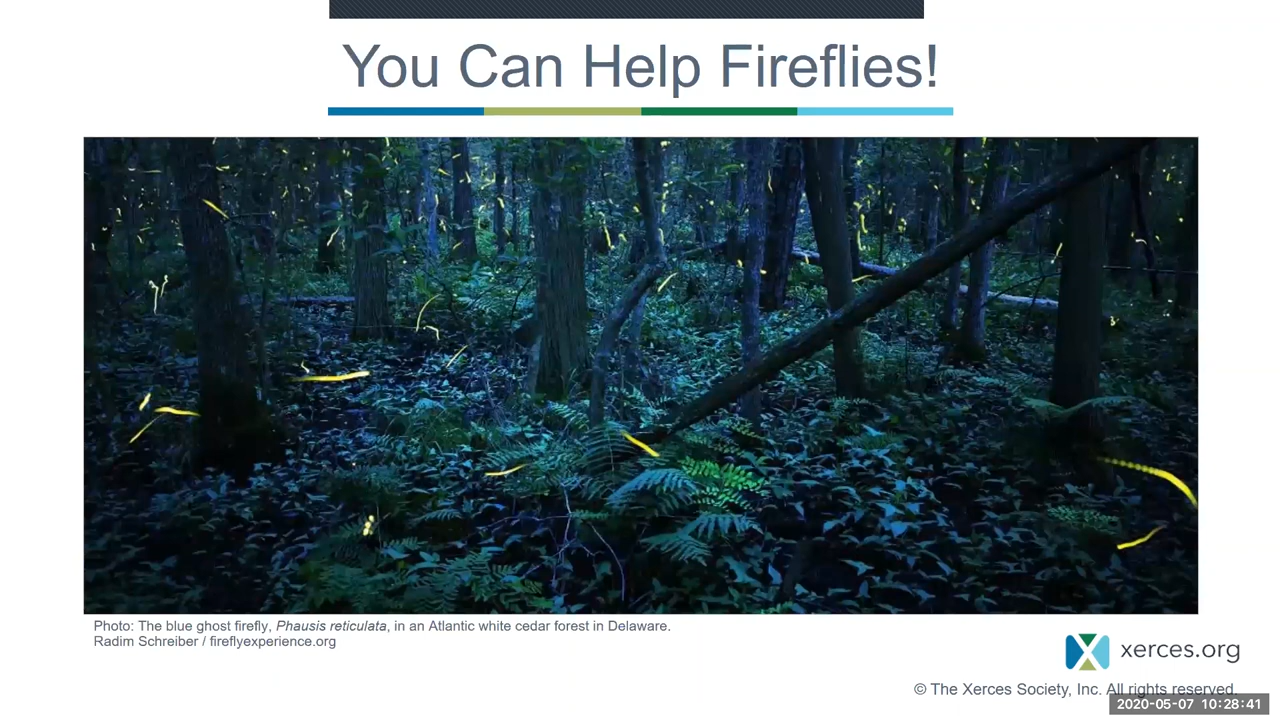 You Can Help Fireflies!
Photo: The blue ghost firefly, Phausis reticulata, in an Atlantic white cedar forest in Delaware.
Radim Schreiber / fireflyexperience.org
xerces.org
© The Xerces Society, Inc. All rights reserved.
2020-05-07 10:28:41